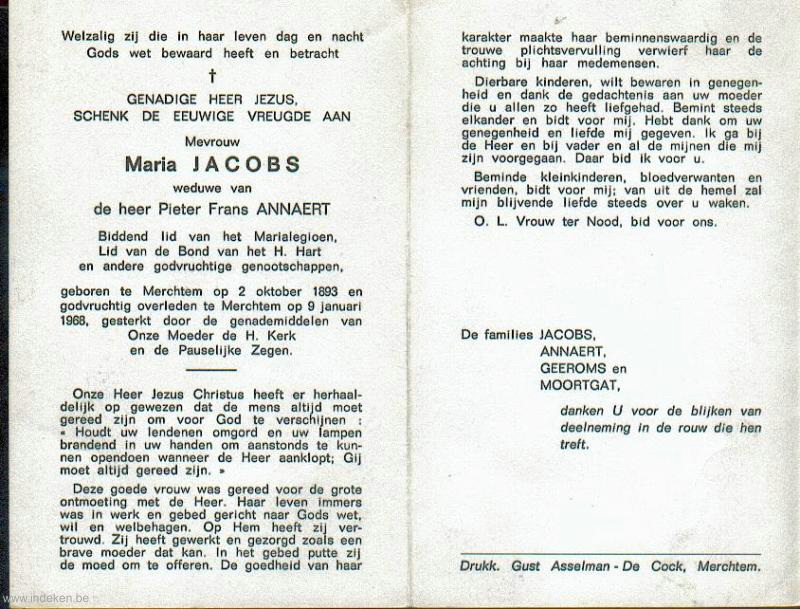 Welzalig zij die in haar leven dag en nacht
Gods wet bewaard heeft en betracht
†
GENADIGE HEER JEZUS,
SCHENK DE EEUWIGE VREUGDE AAN
Mevrouw
Maria JACOBS
weduwe van
de heer Pieter Frans ANNAERT
Biddend lid van het Marialegioen,
Lid van de Bond van het H. Hart
en andere godvruchtige genootschappen,
geboren te Merchtem op 2 oktober 1893 en
godvruchtig overleden te Merchtem op 9 januari
1968, gesterkt door de genademiddelen van
Onze Moeder de H. Kerk
en de Pauselijke Zegen.
Onze Heer Jezus Christus heeft er herhaal-
delijk op gewezen dat de mens altijd moet
gereed zijn om voor God te verschijnen :
« Houdt uw lendenen omgord en uw lampen
brandend in uw handen om aanstonds te kun-
nen opendoen wanneer de Heer aanklopt; Gij
moet altijd gereed zijn. »
Deze goede vrouw was gereed voor de grote
ontmoeting met de Heer. Haar leven immers
was in werk en gebed gericht naar Gods wet,
wil en welbehagen. Op Hem heeft zij ver-
trouwd. Zij heeft gewerkt en gezorgd zoals een
brave moeder dat kan. In het gebed putte zij
de moed om te offeren. De goedheid van haar
karakter maakte haar beminnenswaardig en de
trouwe plichtsvervulling verwierf haar de
achting bij haar medemensen.
Dierbare kinderen, wilt bewaren in genegen-
heid en dank de gedachtenis aan uw moeder
die u allen zo heeft liefgehad. Bemint steeds
elkander en bidt voor mij. Hebt dank om uw
genegenheid en liefde mij gegeven. Ik ga bij
de Heer en bij vader en al de mijnen die mij
zijn voorgegaan. Daar bid ik voor u.
Beminde kleinkinderen, bloedverwanten en
vrienden, bidt voor mij; van uit de hemel zal
mijn blijvende liefde steeds over u waken.
O. L. Vrouw ter Nood, bid voor ons.
De families JACOBS,
ANNAERT,
GEEROMS en
MOORTGAT,
danken U voor de blijken van
deelneming in de rouw die hen
treft.
Drukk. Gust Asselman - De Cock, Merchtem.
www.indeken.be